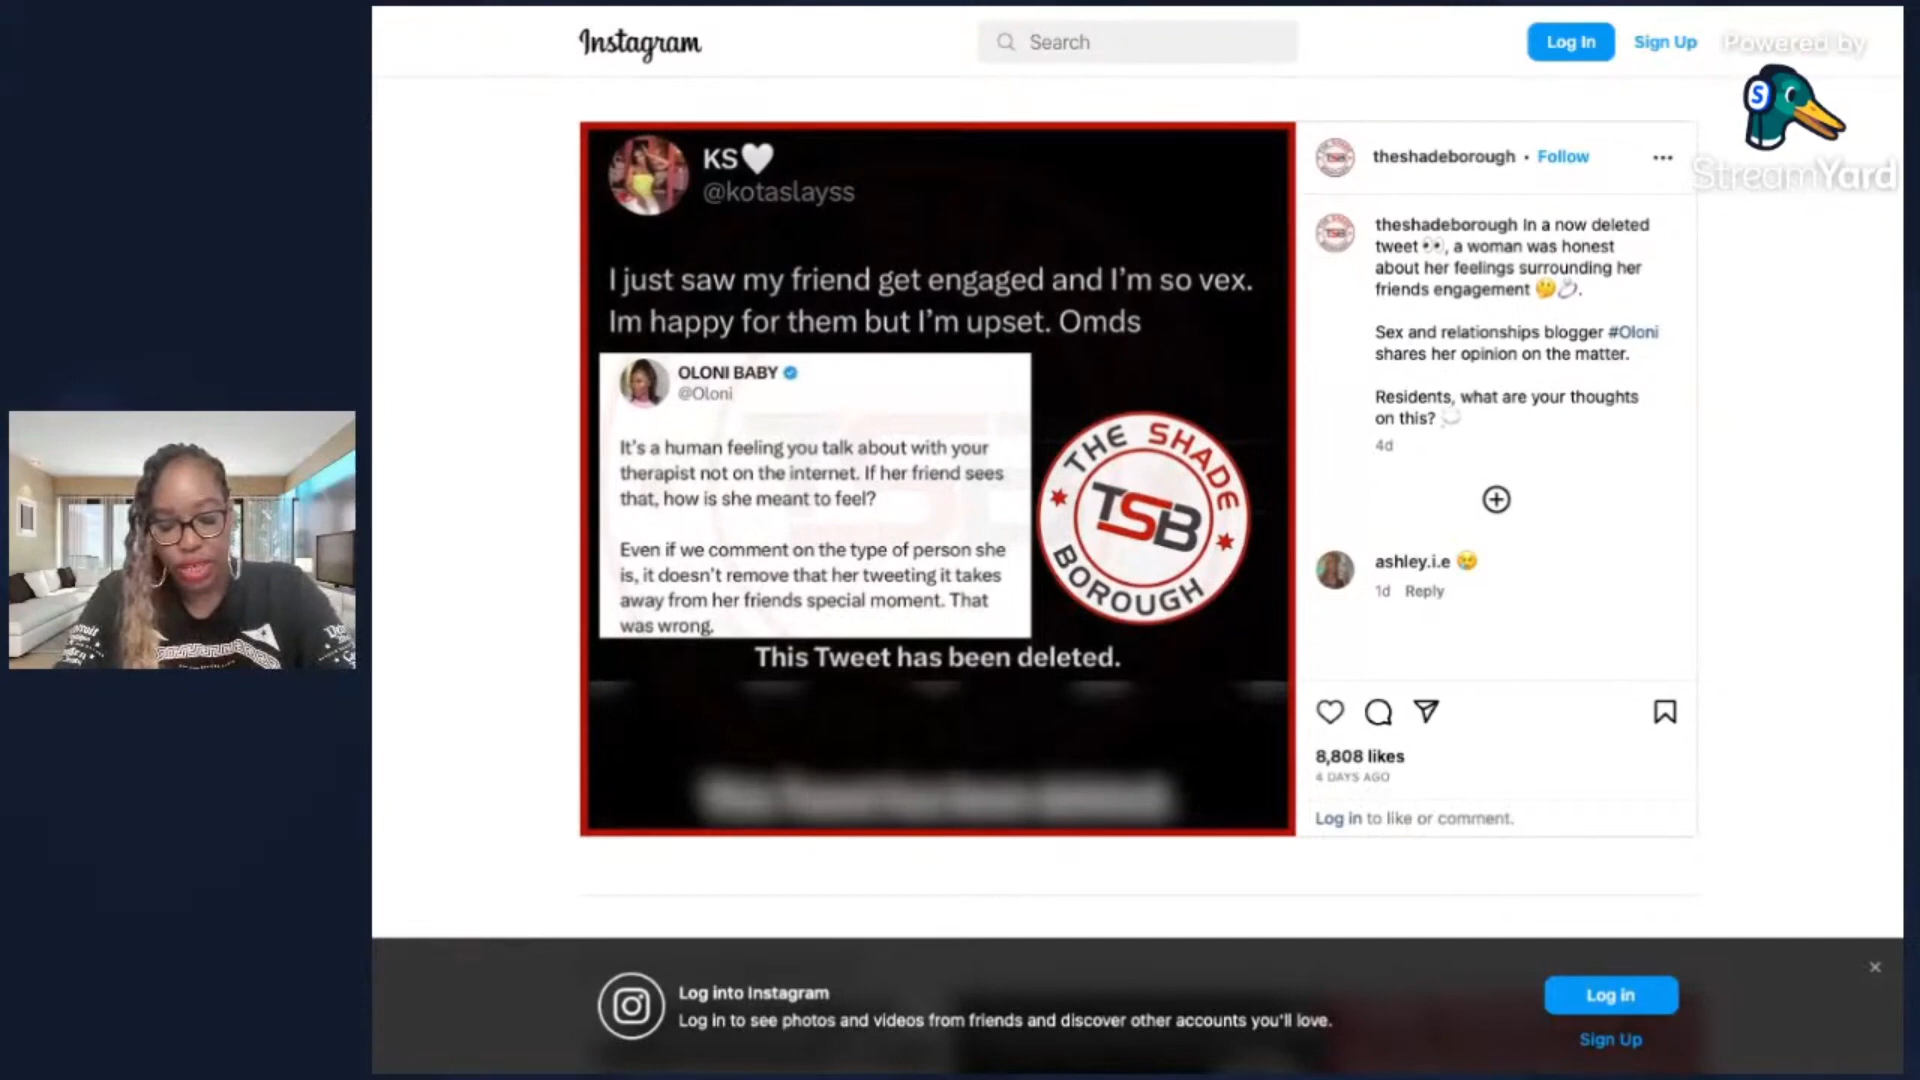 Instagram
Search
Log In
Sign Up
Powered by
StreamYard
KS🤍
@kotaslayss
I just saw my friend get engaged and I'm so vex.
Im happy for them but I'm upset. Omds
OLONI BABY
@Oloni
It's a human feeling you talk about with your
therapist not on the internet. If her friend sees
that, how is she meant to feel?
Even if we comment on the type of person she
is, it doesn't remove that her tweeting it takes
away from her friends special moment. That
was wrong.
THE SHADE
TSB
BOROUGH
This Tweet has been deleted.
theshadeborough • Follow
theshadeborough In a now deleted
tweet 👀, a woman was honest
about her feelings surrounding her
friends engagement 🤔💍.
Sex and relationships blogger #Oloni
shares her opinion on the matter.
Residents, what are your thoughts
on this? 💭
4d
ashley.i.e 😢
1d Reply
8,808 likes
4 DAYS AGO
Log in to like or comment.
Log into Instagram
Log in to see photos and videos from friends and discover other accounts you'll love.
Log in
Sign Up